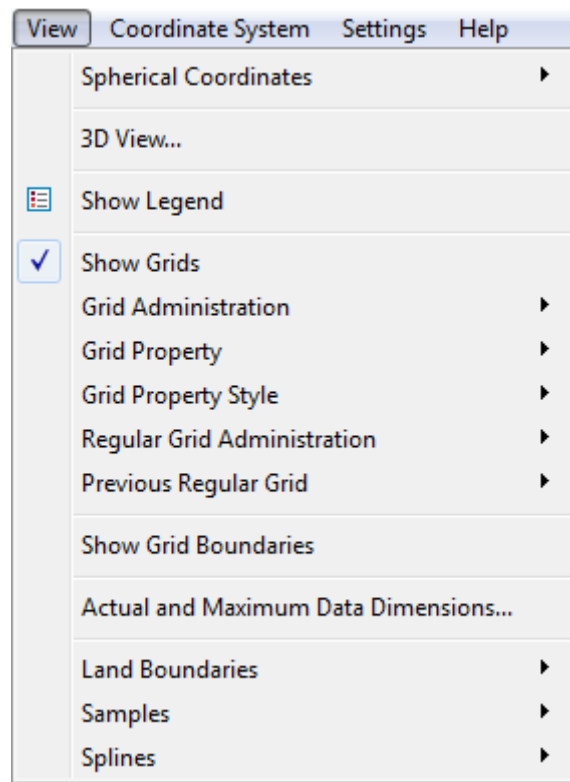 View Coordinate System Settings Help
Spherical Coordinates
3D View...
Show Legend
Show Grids
Grid Administration
Grid Property
Grid Property Style
Regular Grid Administration
Previous Regular Grid
Show Grid Boundaries
Actual and Maximum Data Dimensions...
Land Boundaries
Samples
Splines